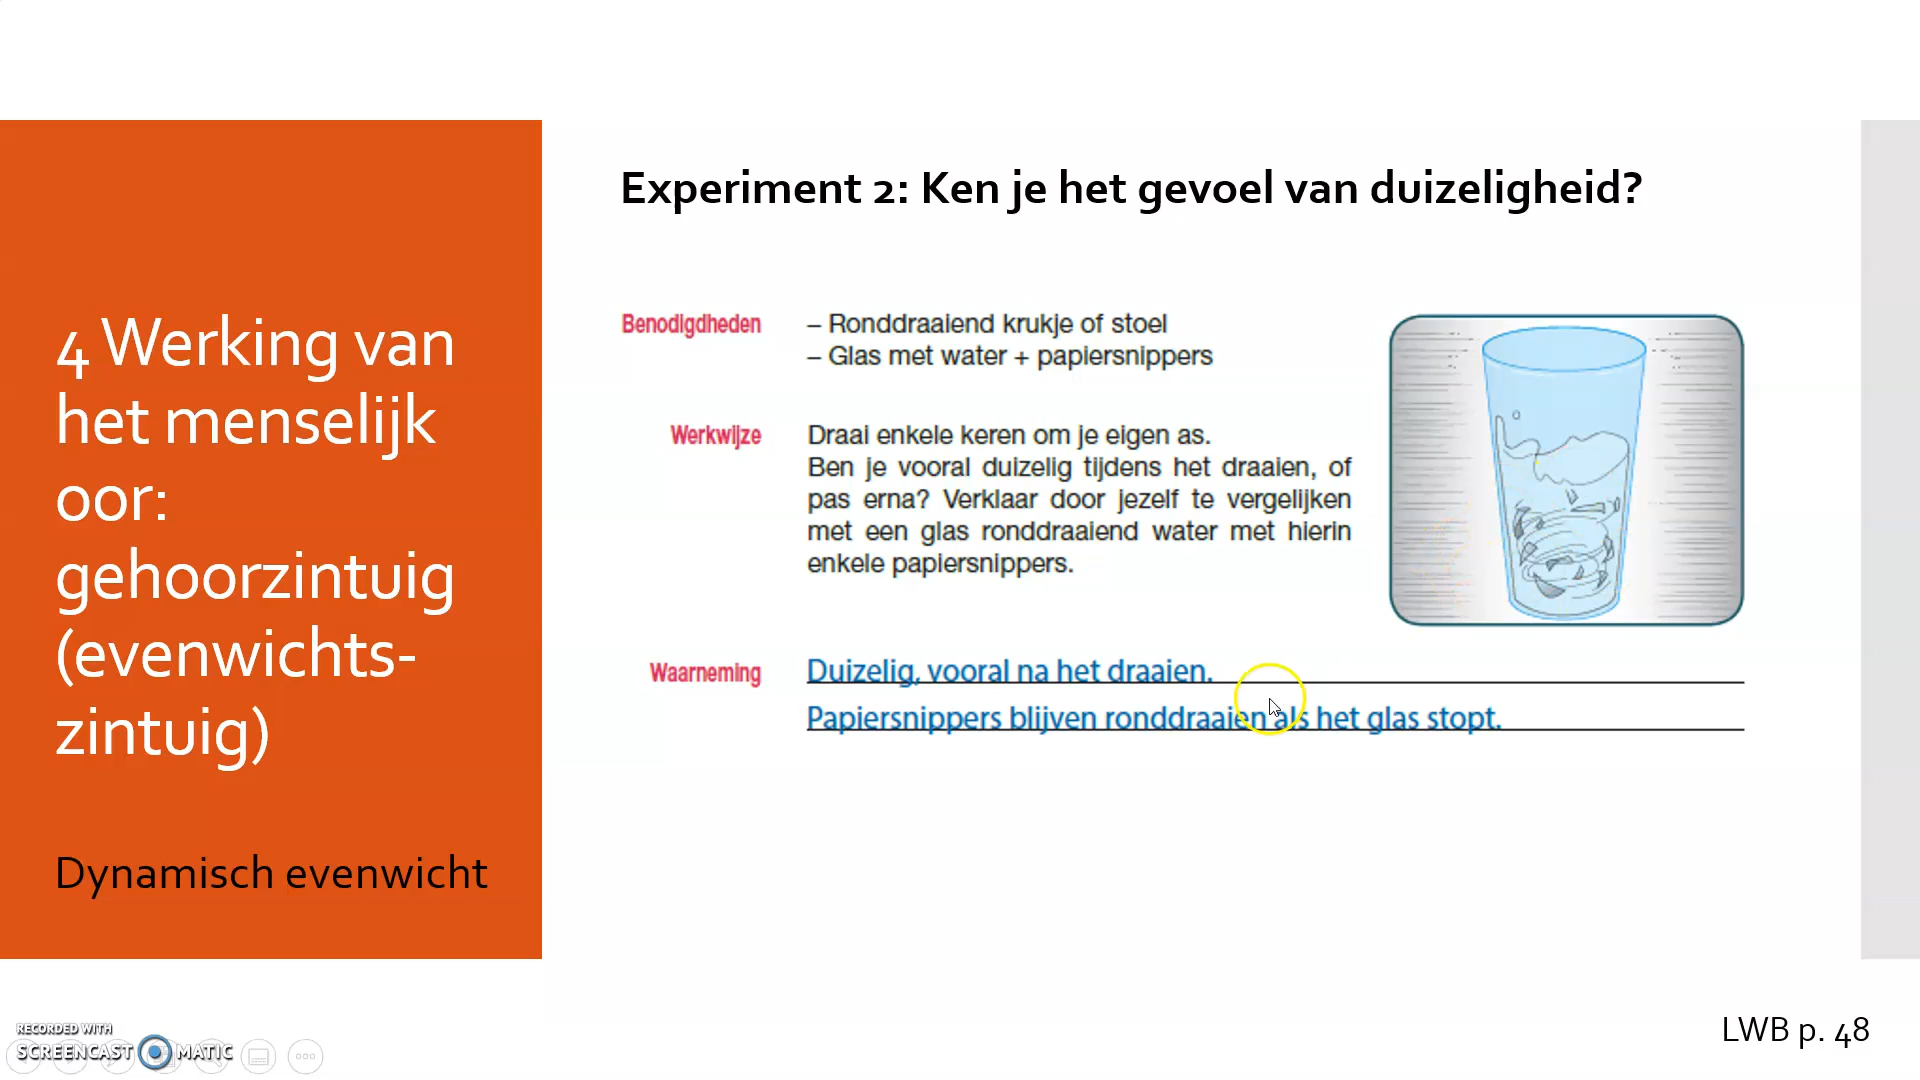 4 Werking van
het menselijk
oor:
gehoorzintuig
(evenwichts-
zintuig)
Dynamisch evenwicht
Experiment 2: Ken je het gevoel van duizeligheid?
Benodigdheden
– Ronddraaiend krukje of stoel
– Glas met water + papiersnippers
Werkwijze
Draai enkele keren om je eigen as.
Ben je vooral duizelig tijdens het draaien, of
pas erna? Verklaar door jezelf te vergelijken
met een glas ronddraaiend water met hierin
enkele papiersnippers.
Waarneming
Duizelig, vooral na het draaien.
Papiersnippers blijven ronddraaien als het glas stopt.
LWB p. 48
RECORDED WITH
SCREENCAST MATIC